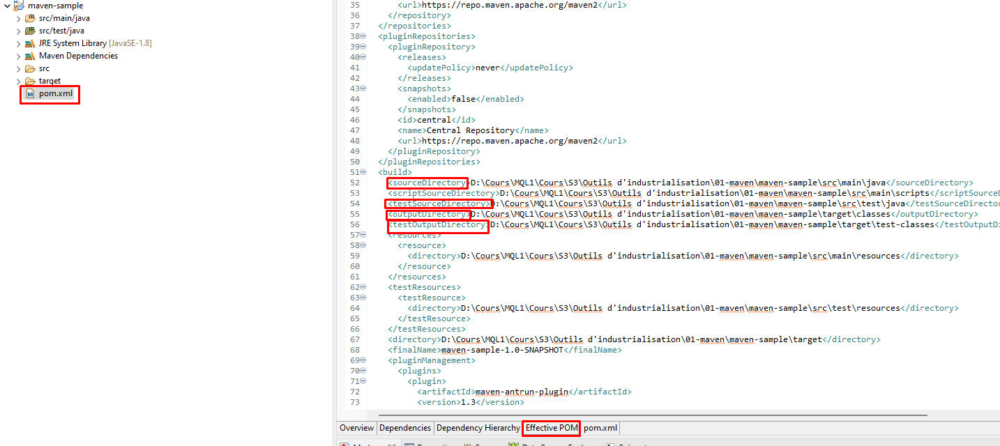 maven-sample
src/main/java
src/test/java
JRE System Library [JavaSE-1.8]
Maven Dependencies
src
target
pom.xml
35 <url>https://repo.maven.apache.org/maven2</url>
36 </repository>
37 </repositories>
38 <pluginRepositories>
39 <pluginRepository>
40 <releases>
41 <updatePolicy>never</updatePolicy>
42 </releases>
43 <snapshots>
44 <enabled>false</enabled>
45 </snapshots>
46 <id>central</id>
47 <name>Central Repository</name>
48 <url>https://repo.maven.apache.org/maven2</url>
49 </pluginRepository>
50 </pluginRepositories>
51 <build>
52 <sourceDirectory>D:\Cours\MQL1\Cours\S3\Outils d'industrialisation\01-maven\maven-sample\src\main\java</sourceDirectory>
53 <scriptSourceDirectory>D:\Cours\MQL1\Cours\S3\Outils d'industrialisation\01-maven\maven-sample\src\main\scripts</scriptSourceD
54 <testSourceDirectory>D:\Cours\MQL1\Cours\S3\Outils d'industrialisation\01-maven\maven-sample\src\test\java</testSourceDirector
55 <outputDirectory>D:\Cours\MQL1\Cours\S3\Outils d'industrialisation\01-maven\maven-sample\target\classes</outputDirectory>
56 <testOutputDirectory>D:\Cours\MQL1\Cours\S3\Outils d'industrialisation\01-maven\maven-sample\target\test-classes</testOutputDi
57 <resources>
58 <resource>
59 <directory>D:\Cours\MQL1\Cours\S3\Outils d'industrialisation\01-maven\maven-sample\src\main\resources</directory>
60 </resource>
61 </resources>
62 <testResources>
63 <testResource>
64 <directory>D:\Cours\MQL1\Cours\S3\Outils d'industrialisation\01-maven\maven-sample\src\test\resources</directory>
65 </testResource>
66 </testResources>
67 <directory>D:\Cours\MQL1\Cours\S3\Outils d'industrialisation\01-maven\maven-sample\target</directory>
68 <finalName>maven-sample-1.0-SNAPSHOT</finalName>
69 <pluginManagement>
70 <plugins>
71 <plugin>
72 <artifactId>maven-antrun-plugin</artifactId>
73 <version>1.3</version>
Overview Dependencies Dependency Hierarchy Effective POM pom.xml